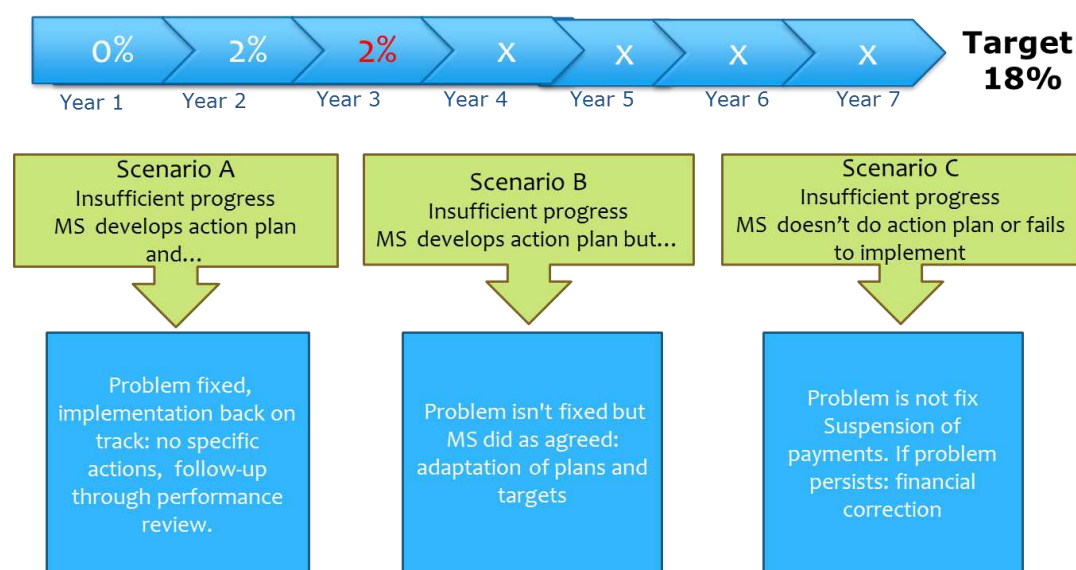 0%
2%
2%
x
x
x
x
Target
18%
Year 1
Year 2
Year 3
Year 4
Year 5
Year 6
Year 7
Scenario A
Insufficient progress
MS develops action plan
and...
Scenario B
Insufficient progress
MS develops action plan but...
Scenario C
Insufficient progress
MS doesn't do action plan or fails
to implement
Problem fixed,
implementation back on
track: no specific
actions, follow-up
through performance
review.
Problem isn't fixed but
MS did as agreed:
adaptation of plans and
targets
Problem is not fix
Suspension of
payments. If problem
persists: financial
correction